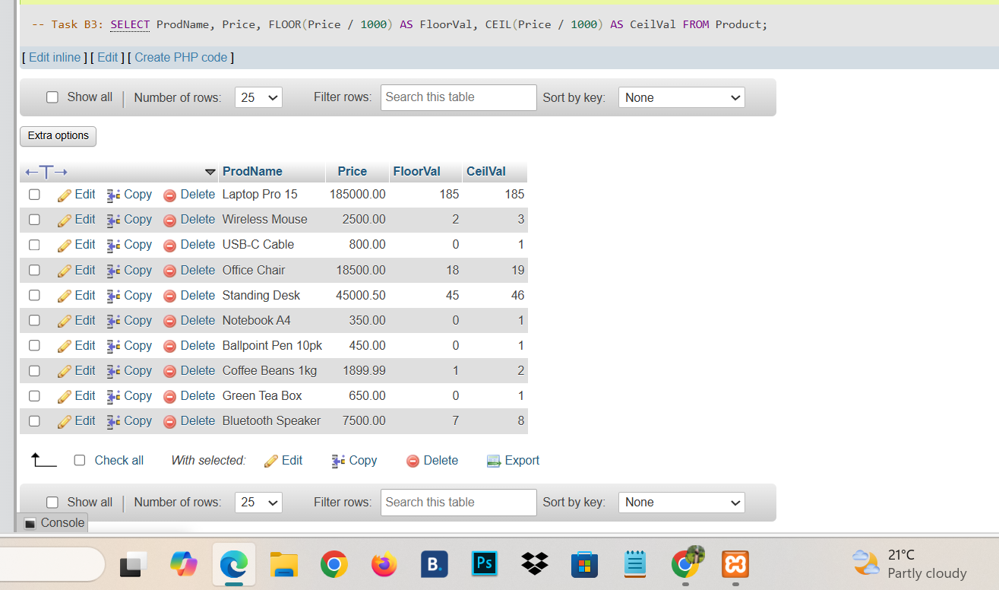 -- Task B3: SELECT ProdName, Price, FLOOR(Price / 1000) AS FloorVal, CEIL(Price / 1000) AS CeilVal FROM Product;
[ Edit inline ] [ Edit ] [ Create PHP code ]
Show all | Number of rows: 25 Filter rows: Search this table Sort by key: None
Extra options
←T→ ProdName Price FloorVal CeilVal
Edit Copy Delete Laptop Pro 15 185000.00 185 185
Edit Copy Delete Wireless Mouse 2500.00 2 3
Edit Copy Delete USB-C Cable 800.00 0 1
Edit Copy Delete Office Chair 18500.00 18 19
Edit Copy Delete Standing Desk 45000.50 45 46
Edit Copy Delete Notebook A4 350.00 0 1
Edit Copy Delete Ballpoint Pen 10pk 450.00 0 1
Edit Copy Delete Coffee Beans 1kg 1899.99 1 2
Edit Copy Delete Green Tea Box 650.00 0 1
Edit Copy Delete Bluetooth Speaker 7500.00 7 8
Check all With selected: Edit Copy Delete Export
Show all | Number of rows: 25 Filter rows: Search this table Sort by key: None
Console
B. Ps
21°C
Partly cloudy